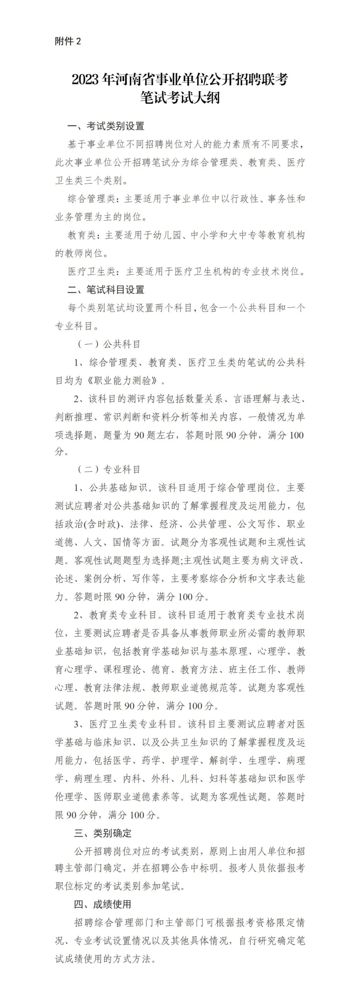 附件 2
2023 年河南省事业单位公开招聘联考
笔试考试大纲
一、考试类别设置
基于事业单位不同招聘岗位对人的能力素质有不同要求，
此次事业单位公开招聘笔试分为综合管理类、教育类、医疗
卫生类三个类别。
综合管理类：主要适用于事业单位中以行政性、事务性和
业务管理为主的岗位。
教育类：主要适用于幼儿园、中小学和大中专等教育机构
的教师岗位。
医疗卫生类：主要适用于医疗卫生机构的专业技术岗位。
二、笔试科目设置
每个类别笔试均设置两个科目，包含一个公共科目和一个
专业科目。
（一）公共科目
1、综合管理类、教育类、医疗卫生类的笔试的公共科
目均为《职业能力测验》。
2、该科目的测评内容包括数量关系、言语理解与表达、
判断推理、常识判断和资料分析等相关内容，一般情况为单
项选择题，题量为 90 题左右，答题时限 90 分钟，满分 100
分。
（二）专业科目
1、公共基础知识。该科目适用于综合管理岗位。主要
测试应聘者对公共基础知识的了解掌握程度及运用能力，包
括政治(含时政)、法律、经济、公共管理、公文写作、职业
道德、人文、国情等方面。试题分为客观性试题和主观性试
题。客观性试题题型为选择题;主观性试题主要为病文评改、
论述、案例分析、写作等，主要考察综合分析和文字表达能
力。答题时限 90 分钟，满分 100 分。
2、教育类专业科目。该科目适用于教育类专业技术岗
位，主要测试应聘者是否具备从事教师职业所必需的教师职
业基础知识，包括教育学基础知识与基本原理、心理学、教
育心理学、课程理论、德育、教育方法、班主任工作、教师
心理、教育法律法规、教师职业道德规范等。试题为客观性
试题。答题时限 90 分钟，满分 100 分。
3、医疗卫生类专业科目。该科目主要测试应聘者对医
学基础与临床知识、以及公共卫生知识的了解掌握程度及运
用能力，包括医学、药学、护理学、解剖学、生理学、病理
学、病理生理、内科、外科、儿科、妇科等基础知识和医学
伦理学、医师职业道德素养等。试题为客观性试题。答题时
限 90 分钟，满分 100 分。
三、类别确定
公开招聘岗位对应的考试类别，原则上由用人单位和招
聘主管部门确定，并在招聘公告中标明。报考人员依据报考
职位标定的考试类别参加笔试。
四、成绩使用
招聘综合管理部门和主管部门可根据报考资格限定情
况、专业考试设置情况以及其他具体情况，自行研究确定笔
试成绩使用的方式方法。